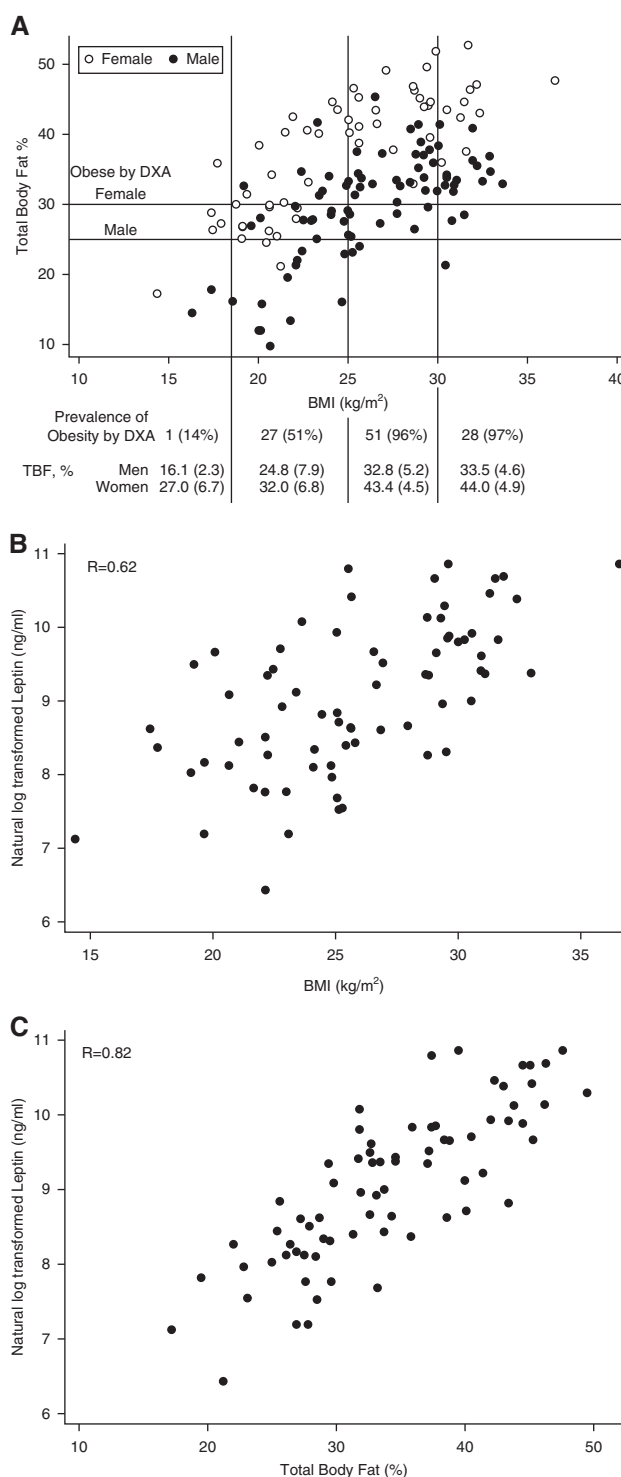 A
○ Female ● Male
50
40
30
20
10
Total Body Fat %
Obese by DXA
Female
Male
10 15 20 25 30 35 40
BMI (kg/m²)
Prevalence of
Obesity by DXA 1 (14%) 27 (51%) 51 (96%) 28 (97%)
TBF, % Men 16.1 (2.3) 24.8 (7.9) 32.8 (5.2) 33.5 (4.6)
Women 27.0 (6.7) 32.0 (6.8) 43.4 (4.5) 44.0 (4.9)
B
R=0.62
11
10
9
8
7
6
Natural log transformed Leptin (ng/ml)
15 20 25 30 35
BMI (kg/m²)
C
R=0.82
11
10
9
8
7
6
Natural log transformed Leptin (ng/ml)
10 20 30 40 50
Total Body Fat (%)